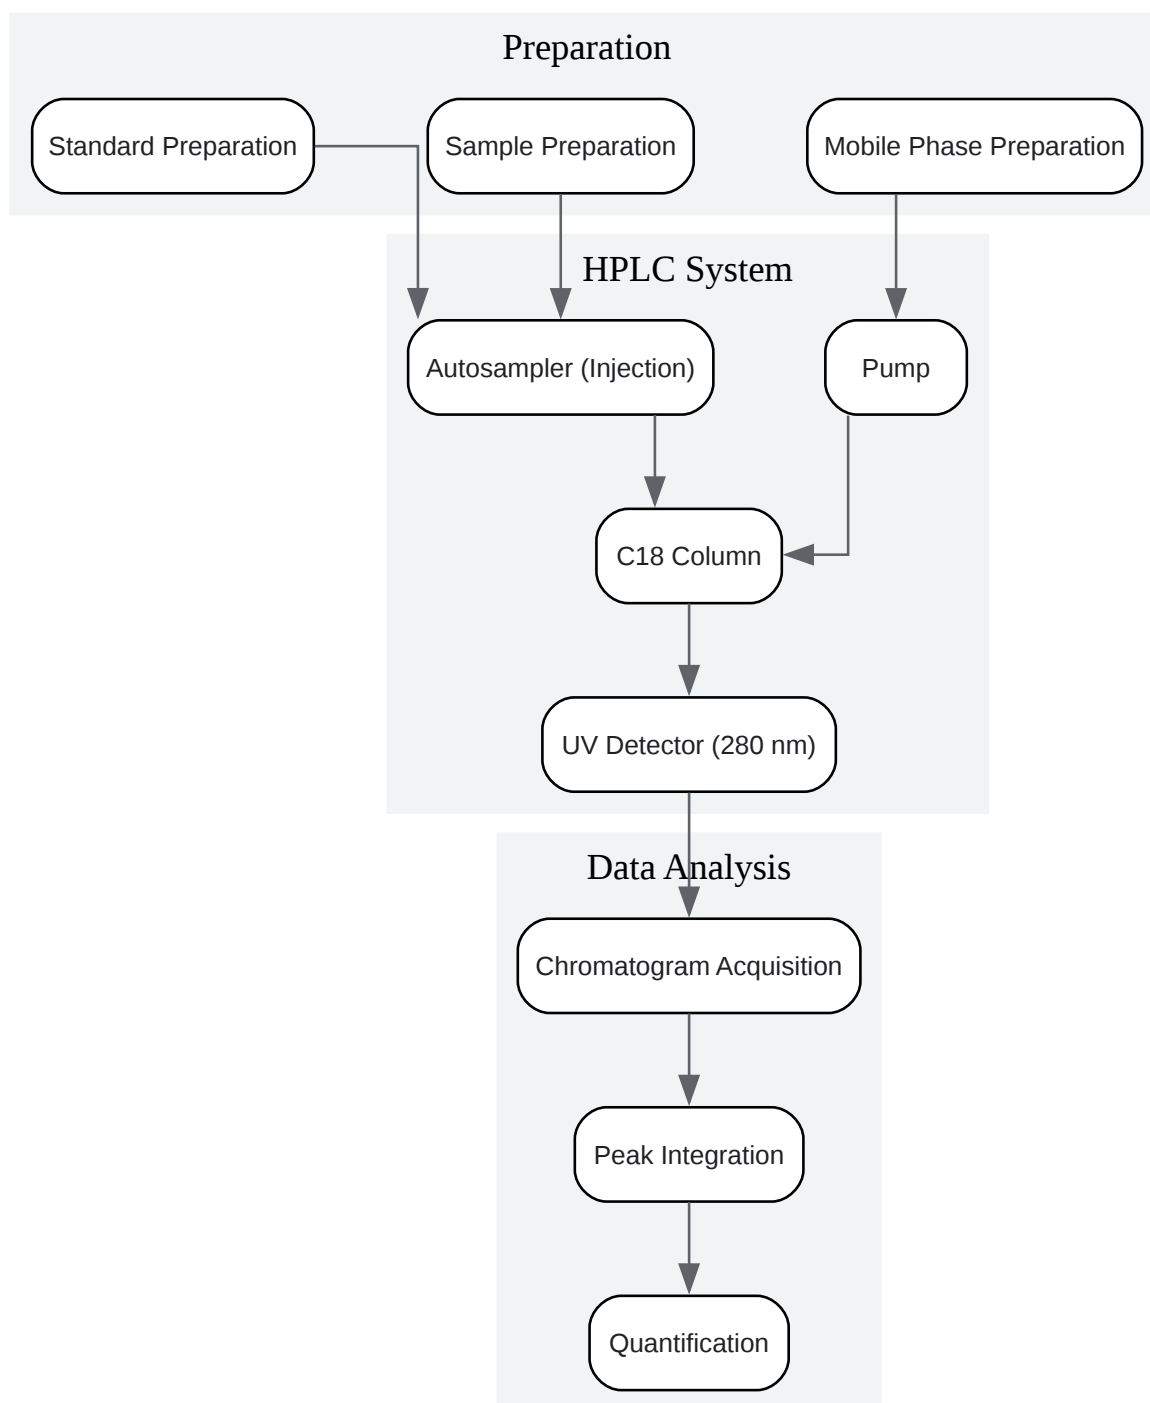 Preparation
Standard Preparation
Sample Preparation
Mobile Phase Preparation
HPLC System
Autosampler (Injection)
Pump
C18 Column
UV Detector (280 nm)
Data Analysis
Chromatogram Acquisition
Peak Integration
Quantification